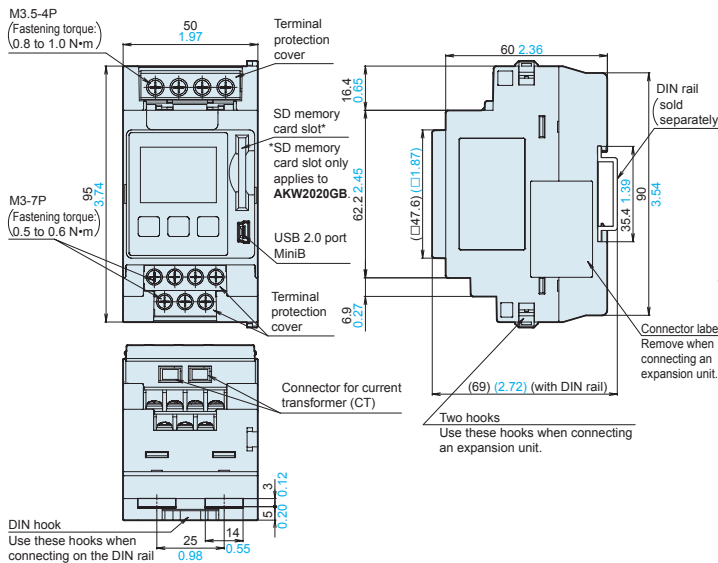 M3.5-4P
(Fastening torque:
0.8 to 1.0 N•m)
50
1.97
Terminal
protection
cover
SD memory
card slot*
*SD memory
card slot only
applies to
AKW2020GB.
USB 2.0 port
MiniB
Terminal
protection
cover
95
3.74
M3-7P
(Fastening torque:
0.5 to 0.6 N•m)
60 2.36
16.4
0.65
62.2 2.45
(□47.6) (□1.87)
6.9
0.27
DIN rail
(sold
separately)
35.4 1.39
90
3.54
Connector labe
Remove when
connecting an
expansion unit.
(69) (2.72) (with DIN rail)
Two hooks
Use these hooks when connecting
an expansion unit.
Connector for current
transformer (CT)
3 0.12
5 0.20
14
0.55
25
0.98
DIN hook
Use these hooks when
connecting on the DIN rail